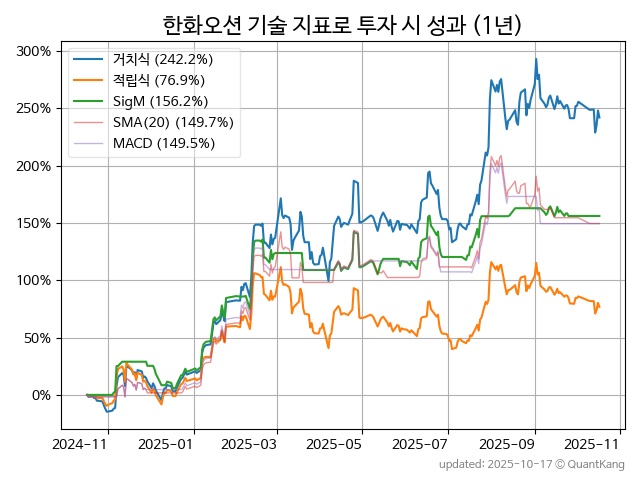 한화오션 기술 지표로 투자 시 성과 (1년)
300%
250%
200%
150%
100%
50%
0%
거치식 (242.2%)
적립식 (76.9%)
SigM (156.2%)
SMA(20) (149.7%)
MACD (149.5%)
2024-11
2025-01
2025-03
2025-05
2025-07
2025-09
2025-11
updated: 2025-10-17 © QuantKang